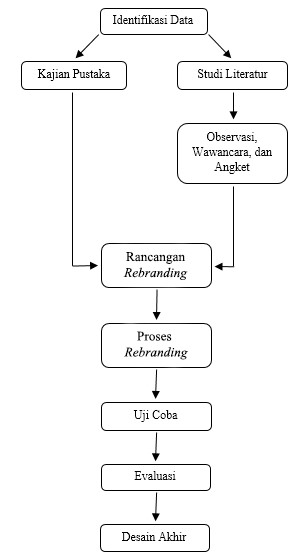 Identifikasi Data
Kajian Pustaka
Studi Literatur
Observasi,
Wawancara, dan
Angket
Rancangan
Rebranding
Proses
Rebranding
Uji Coba
Evaluasi
Desain Akhir